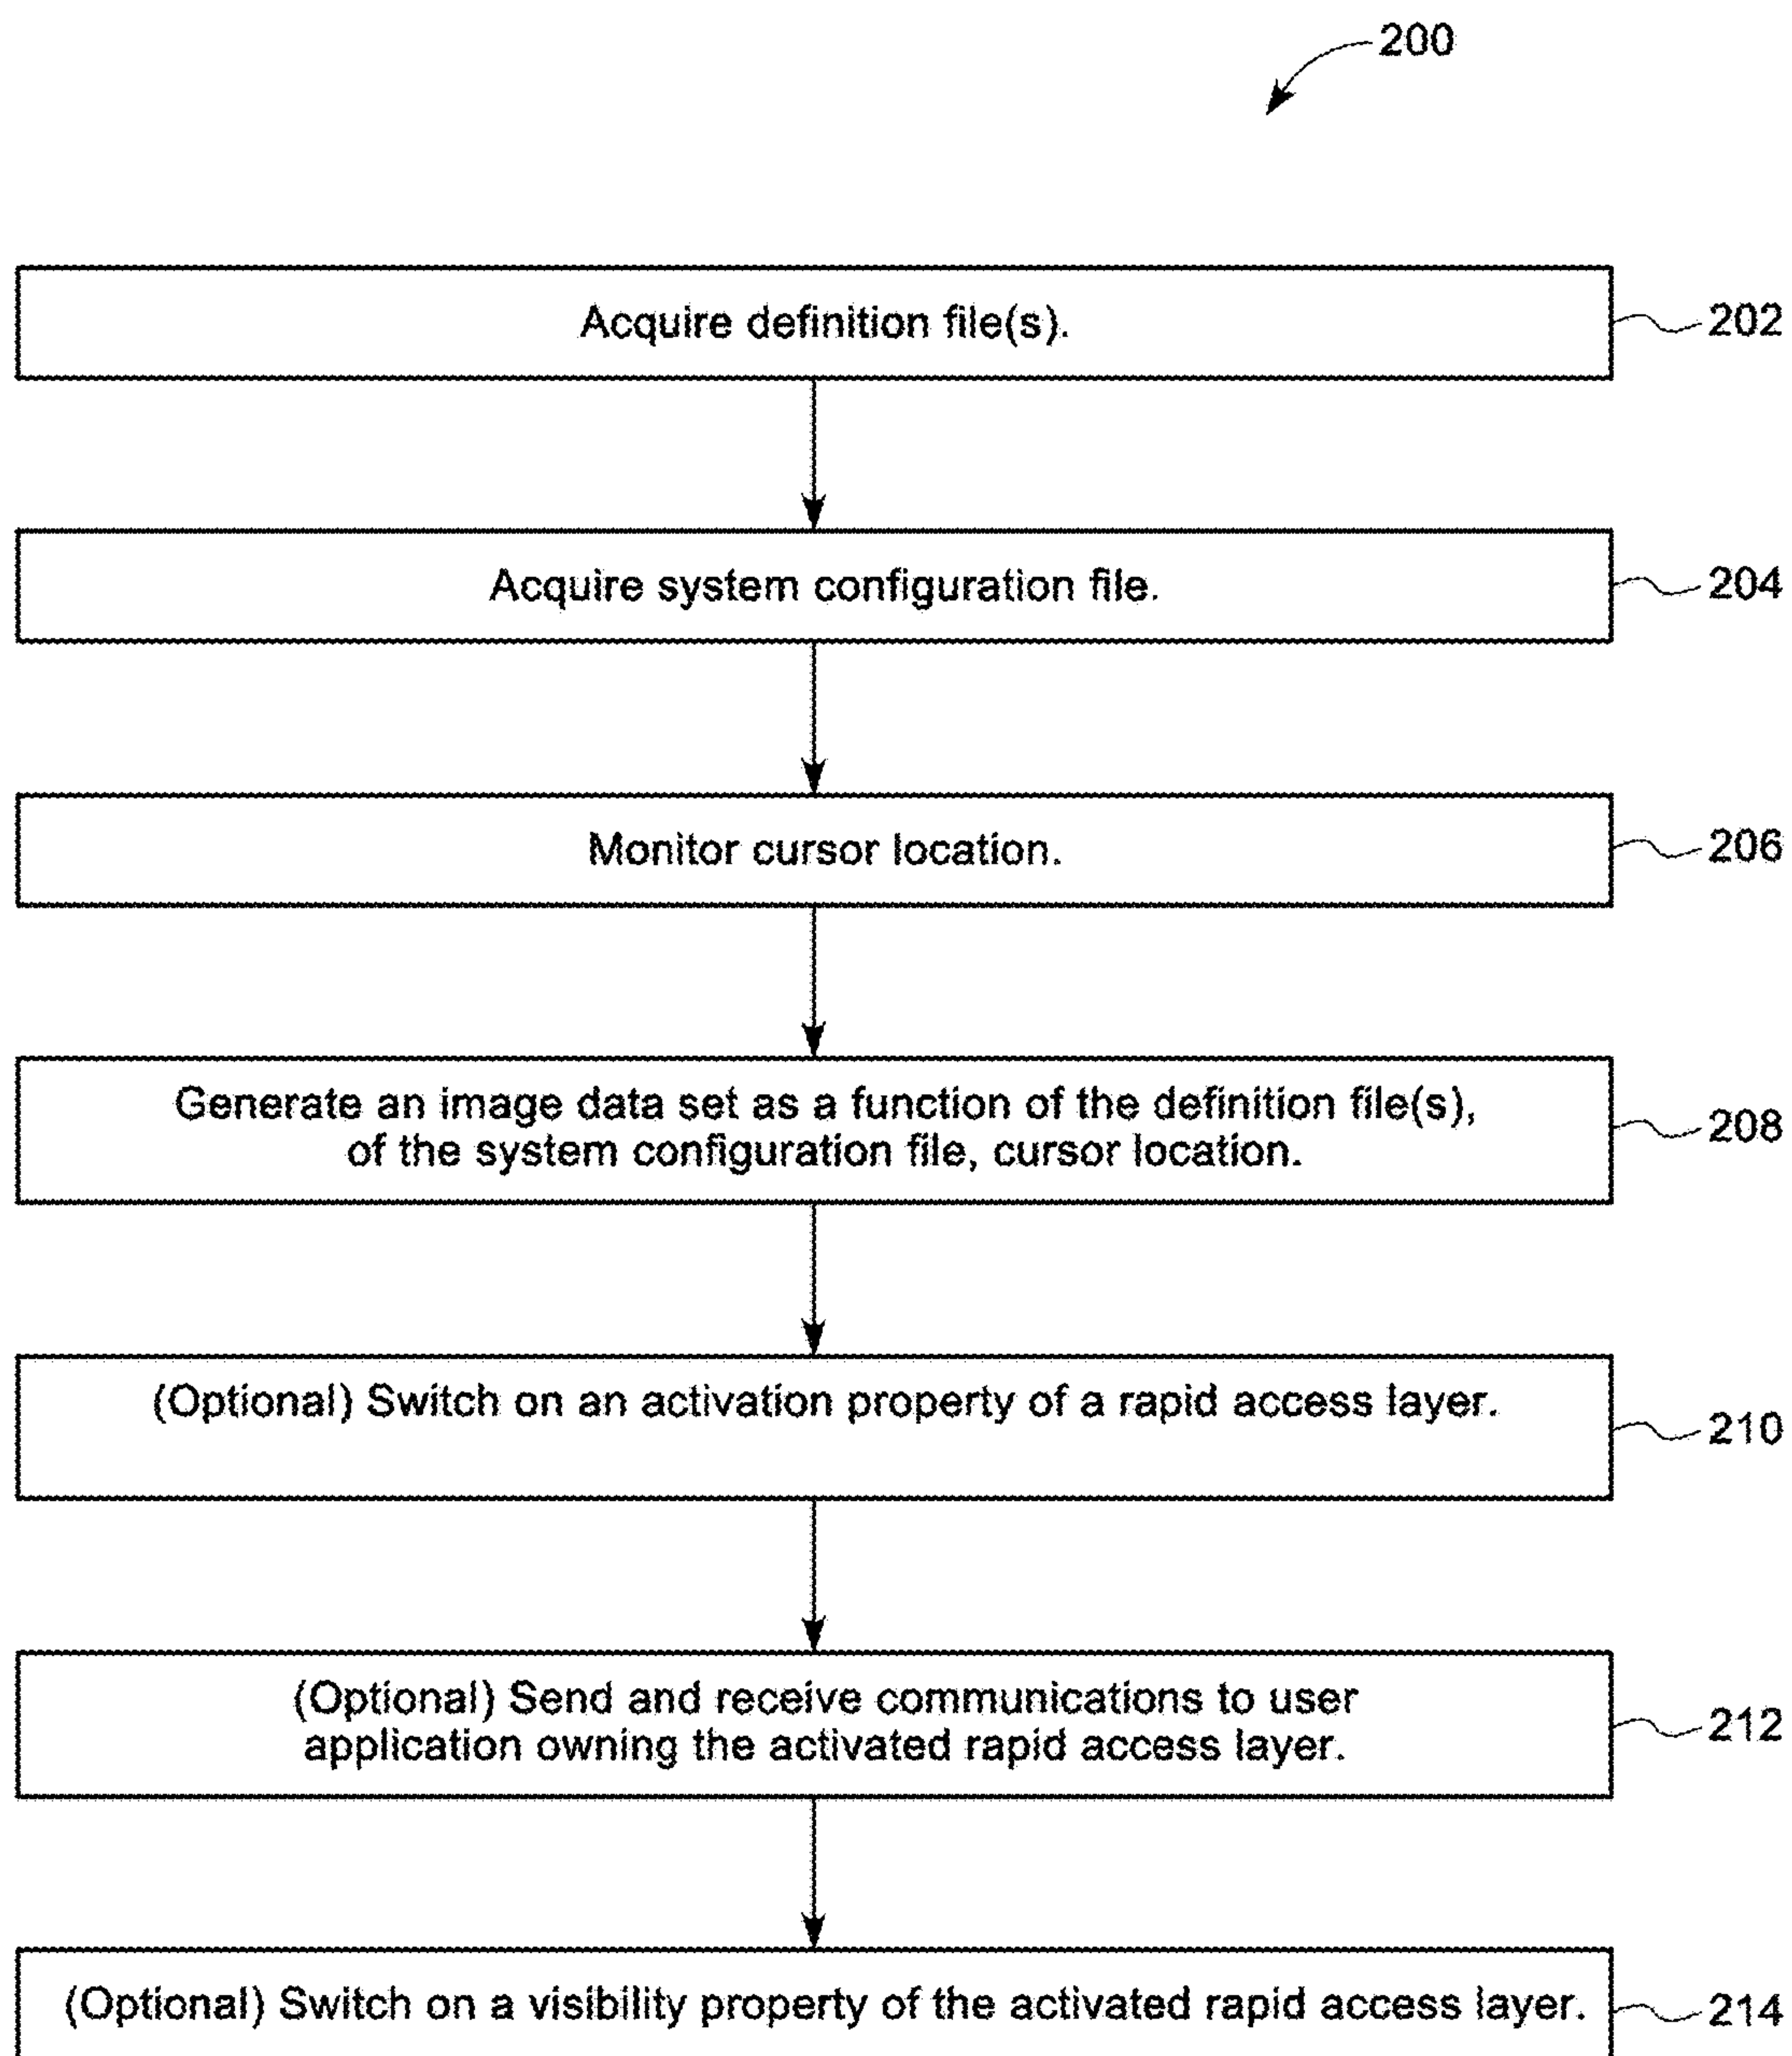 200
Acquire definition file(s).
202
Acquire system configuration file.
204
Monitor cursor location.
206
Generate an image data set as a function of the definition file(s),
of the system configuration file, cursor location.
208
(Optional) Switch on an activation property of a rapid access layer.
210
(Optional) Send and receive communications to user
application owning the activated rapid access layer.
212
(Optional) Switch on a visibility property of the activated rapid access layer.
214